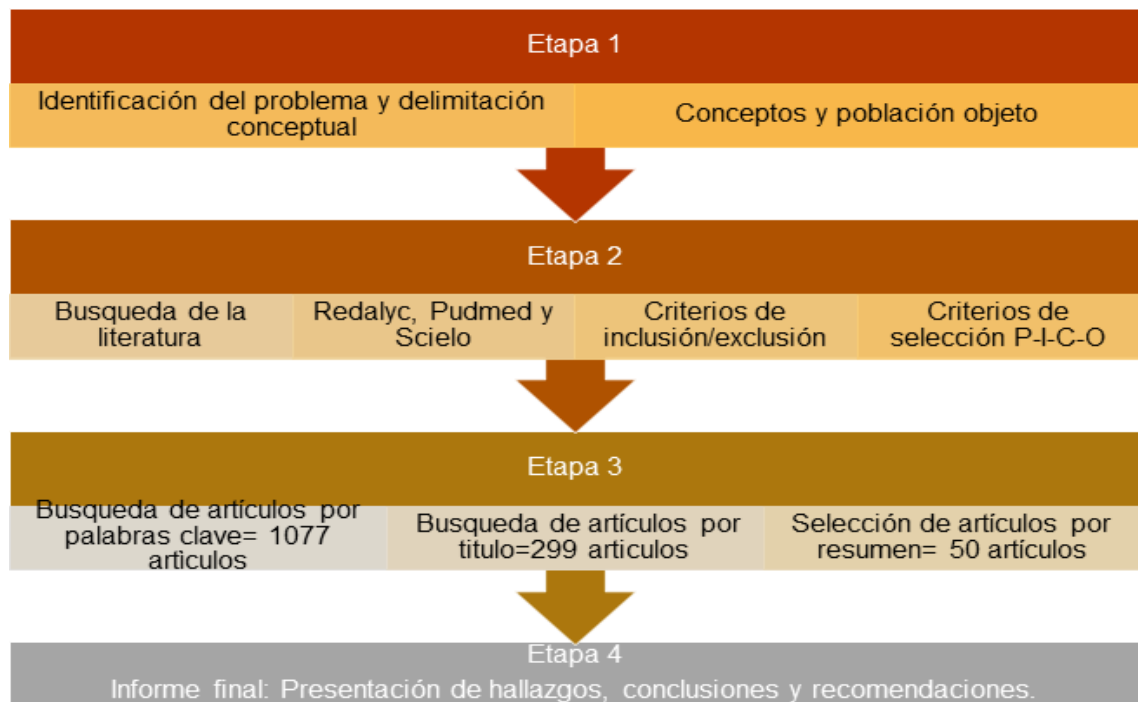 Etapa 1
Identificación del problema y delimitación
conceptual
Conceptos y población objeto
Etapa 2
Busqueda de la
literatura
Redalyc, Pudmed y
Scielo
Criterios de
inclusión/exclusión
Criterios de
selección P-I-C-O
Etapa 3
Busqueda de artículos por
palabras clave= 1077
artìculos
Busqueda de artículos por
titulo=299 articulos
Selección de artículos por
resumen= 50 artículos
Etapa 4
Informe final: Presentación de hallazgos, conclusiones y recomendaciones.